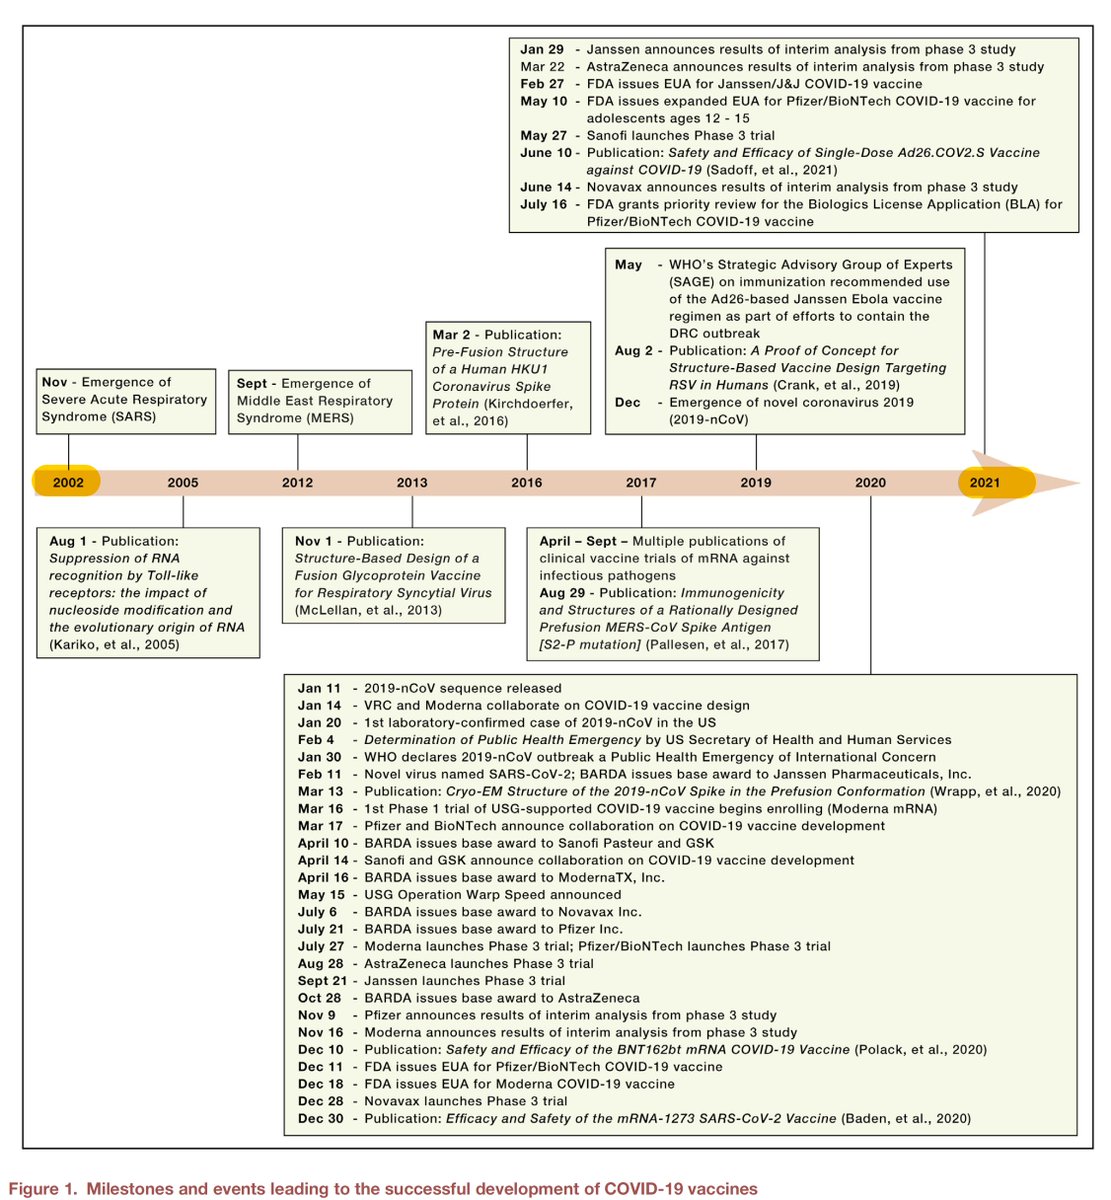 Jan 29 - Janssen announces results of interim analysis from phase 3 study
Mar 22 - AstraZeneca announces results of interim analysis from phase 3 study
Feb 27 - FDA issues EUA for Janssen/J&J COVID-19 vaccine
May 10 - FDA issues expanded EUA for Pfizer/BioNTech COVID-19 vaccine for
adolescents ages 12 - 15
May 27 - Sanofi launches Phase 3 trial
June 10 - Publication: Safety and Efficacy of Single-Dose Ad26.COV2.S Vaccine
against COVID-19 (Sadoff, et al., 2021)
June 14 - Novavax announces results of interim analysis from phase 3 study
July 16 - FDA grants priority review for the Biologics License Application (BLA) for
Pfizer/BioNTech COVID-19 vaccine
Nov - Emergence of
Severe Acute Respiratory
Syndrome (SARS)
Sept - Emergence of
Middle East Respiratory
Syndrome (MERS)
Mar 2 - Publication:
Pre-Fusion Structure
of a Human HKU1
Coronavirus Spike
Protein (Kirchdoerfer,
et al., 2016)
May - WHO's Strategic Advisory Group of Experts
(SAGE) on immunization recommended use
of the Ad26-based Janssen Ebola vaccine
regimen as part of efforts to contain the
DRC outbreak
Aug 2 - Publication: A Proof of Concept for
Structure-Based Vaccine Design Targeting
RSV in Humans (Crank, et al., 2019)
Dec - Emergence of novel coronavirus 2019
(2019-nCoV)
2002 2005 2012 2013 2016 2017 2019 2020 2021
Aug 1 - Publication:
Suppression of RNA
recognition by Toll-like
receptors: the impact of
nucleoside modification and
the evolutionary origin of RNA
(Kariko, et al., 2005)
Nov 1 - Publication:
Structure-Based Design of a
Fusion Glycoprotein Vaccine
for Respiratory Syncytial Virus
(McLellan, et al., 2013)
April – Sept – Multiple publications of
clinical vaccine trials of mRNA against
infectious pathogens
Aug 29 - Publication: Immunogenicity
and Structures of a Rationally Designed
Prefusion MERS-CoV Spike Antigen
[S2-P mutation] (Pallesen, et al., 2017)
Jan 11 - 2019-nCoV sequence released
Jan 14 - VRC and Moderna collaborate on COVID-19 vaccine design
Jan 20 - 1st laboratory-confirmed case of 2019-nCoV in the US
Feb 4 - Determination of Public Health Emergency by US Secretary of Health and Human Services
Jan 30 - WHO declares 2019-nCoV outbreak a Public Health Emergency of International Concern
Feb 11 - Novel virus named SARS-CoV-2; BARDA issues base award to Janssen Pharmaceuticals, Inc.
Mar 13 - Publication: Cryo-EM Structure of the 2019-nCoV Spike in the Prefusion Conformation (Wrapp, et al., 2020)
Mar 16 - 1st Phase 1 trial of USG-supported COVID-19 vaccine begins enrolling (Moderna mRNA)
Mar 17 - Pfizer and BioNTech announce collaboration on COVID-19 vaccine development
April 10 - BARDA issues base award to Sanofi Pasteur and GSK
April 14 - Sanofi and GSK announce collaboration on COVID-19 vaccine development
April 16 - BARDA issues base award to ModernaTX, Inc.
May 15 - USG Operation Warp Speed announced
July 6 - BARDA issues base award to Novavax Inc.
July 21 - BARDA issues base award to Pfizer Inc.
July 27 - Moderna launches Phase 3 trial; Pfizer/BioNTech launches Phase 3 trial
Aug 28 - AstraZeneca launches Phase 3 trial
Sept 21 - Janssen launches Phase 3 trial
Oct 28 - BARDA issues base award to AstraZeneca
Nov 9 - Pfizer announces results of interim analysis from phase 3 study
Nov 16 - Moderna announces results of interim analysis from phase 3 study
Dec 10 - Publication: Safety and Efficacy of the BNT162bt mRNA COVID-19 Vaccine (Polack, et al., 2020)
Dec 11 - FDA issues EUA for Pfizer/BioNTech COVID-19 vaccine
Dec 18 - FDA issues EUA for Moderna COVID-19 vaccine
Dec 28 - Novavax launches Phase 3 trial
Dec 30 - Publication: Efficacy and Safety of the mRNA-1273 SARS-CoV-2 Vaccine (Baden, et al., 2020)
Figure 1. Milestones and events leading to the successful development of COVID-19 vaccines